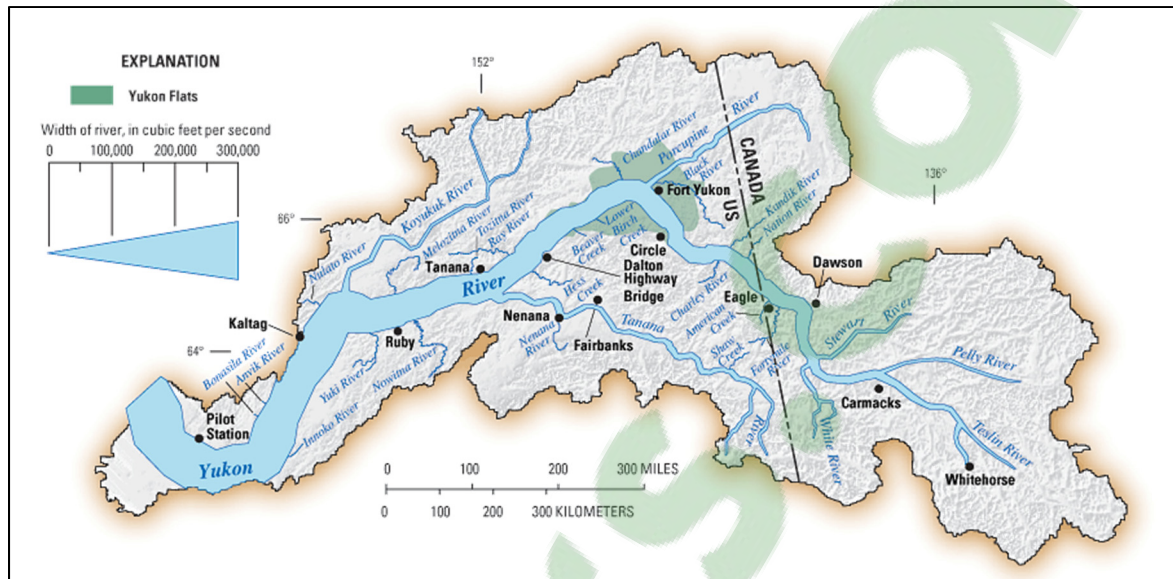 EXPLANATION
Yukon Flats
Width of river, in cubic feet per second
0 100,000 200,000 300,000
152°
136°
66°
64°
CANADA
US
Chandalar River
Porcupine River
Black River
Fort Yukon
Kandik River
Nation River
Koyukuk River
Nulato River
Melozitna River
Tozitna River
Ray River
Beaver Creek
Lower Birch Creek
Circle
Dalton
Highway
Bridge
Hess Creek
Tanana
River
Dawson
Eagle
Charley River
American Creek
Stewart River
Kaltag
Ruby
Nenana
Nenana River
Fairbanks
Tanana
River
Shaw Creek
Fortymile River
Pelly River
Carmacks
White River
Teslin River
Whitehorse
Bonasila River
Anvik River
Yuki River
Nowitna River
Innoko River
Pilot
Station
Yukon
0 100 200 300 MILES
0 100 200 300 KILOMETERS